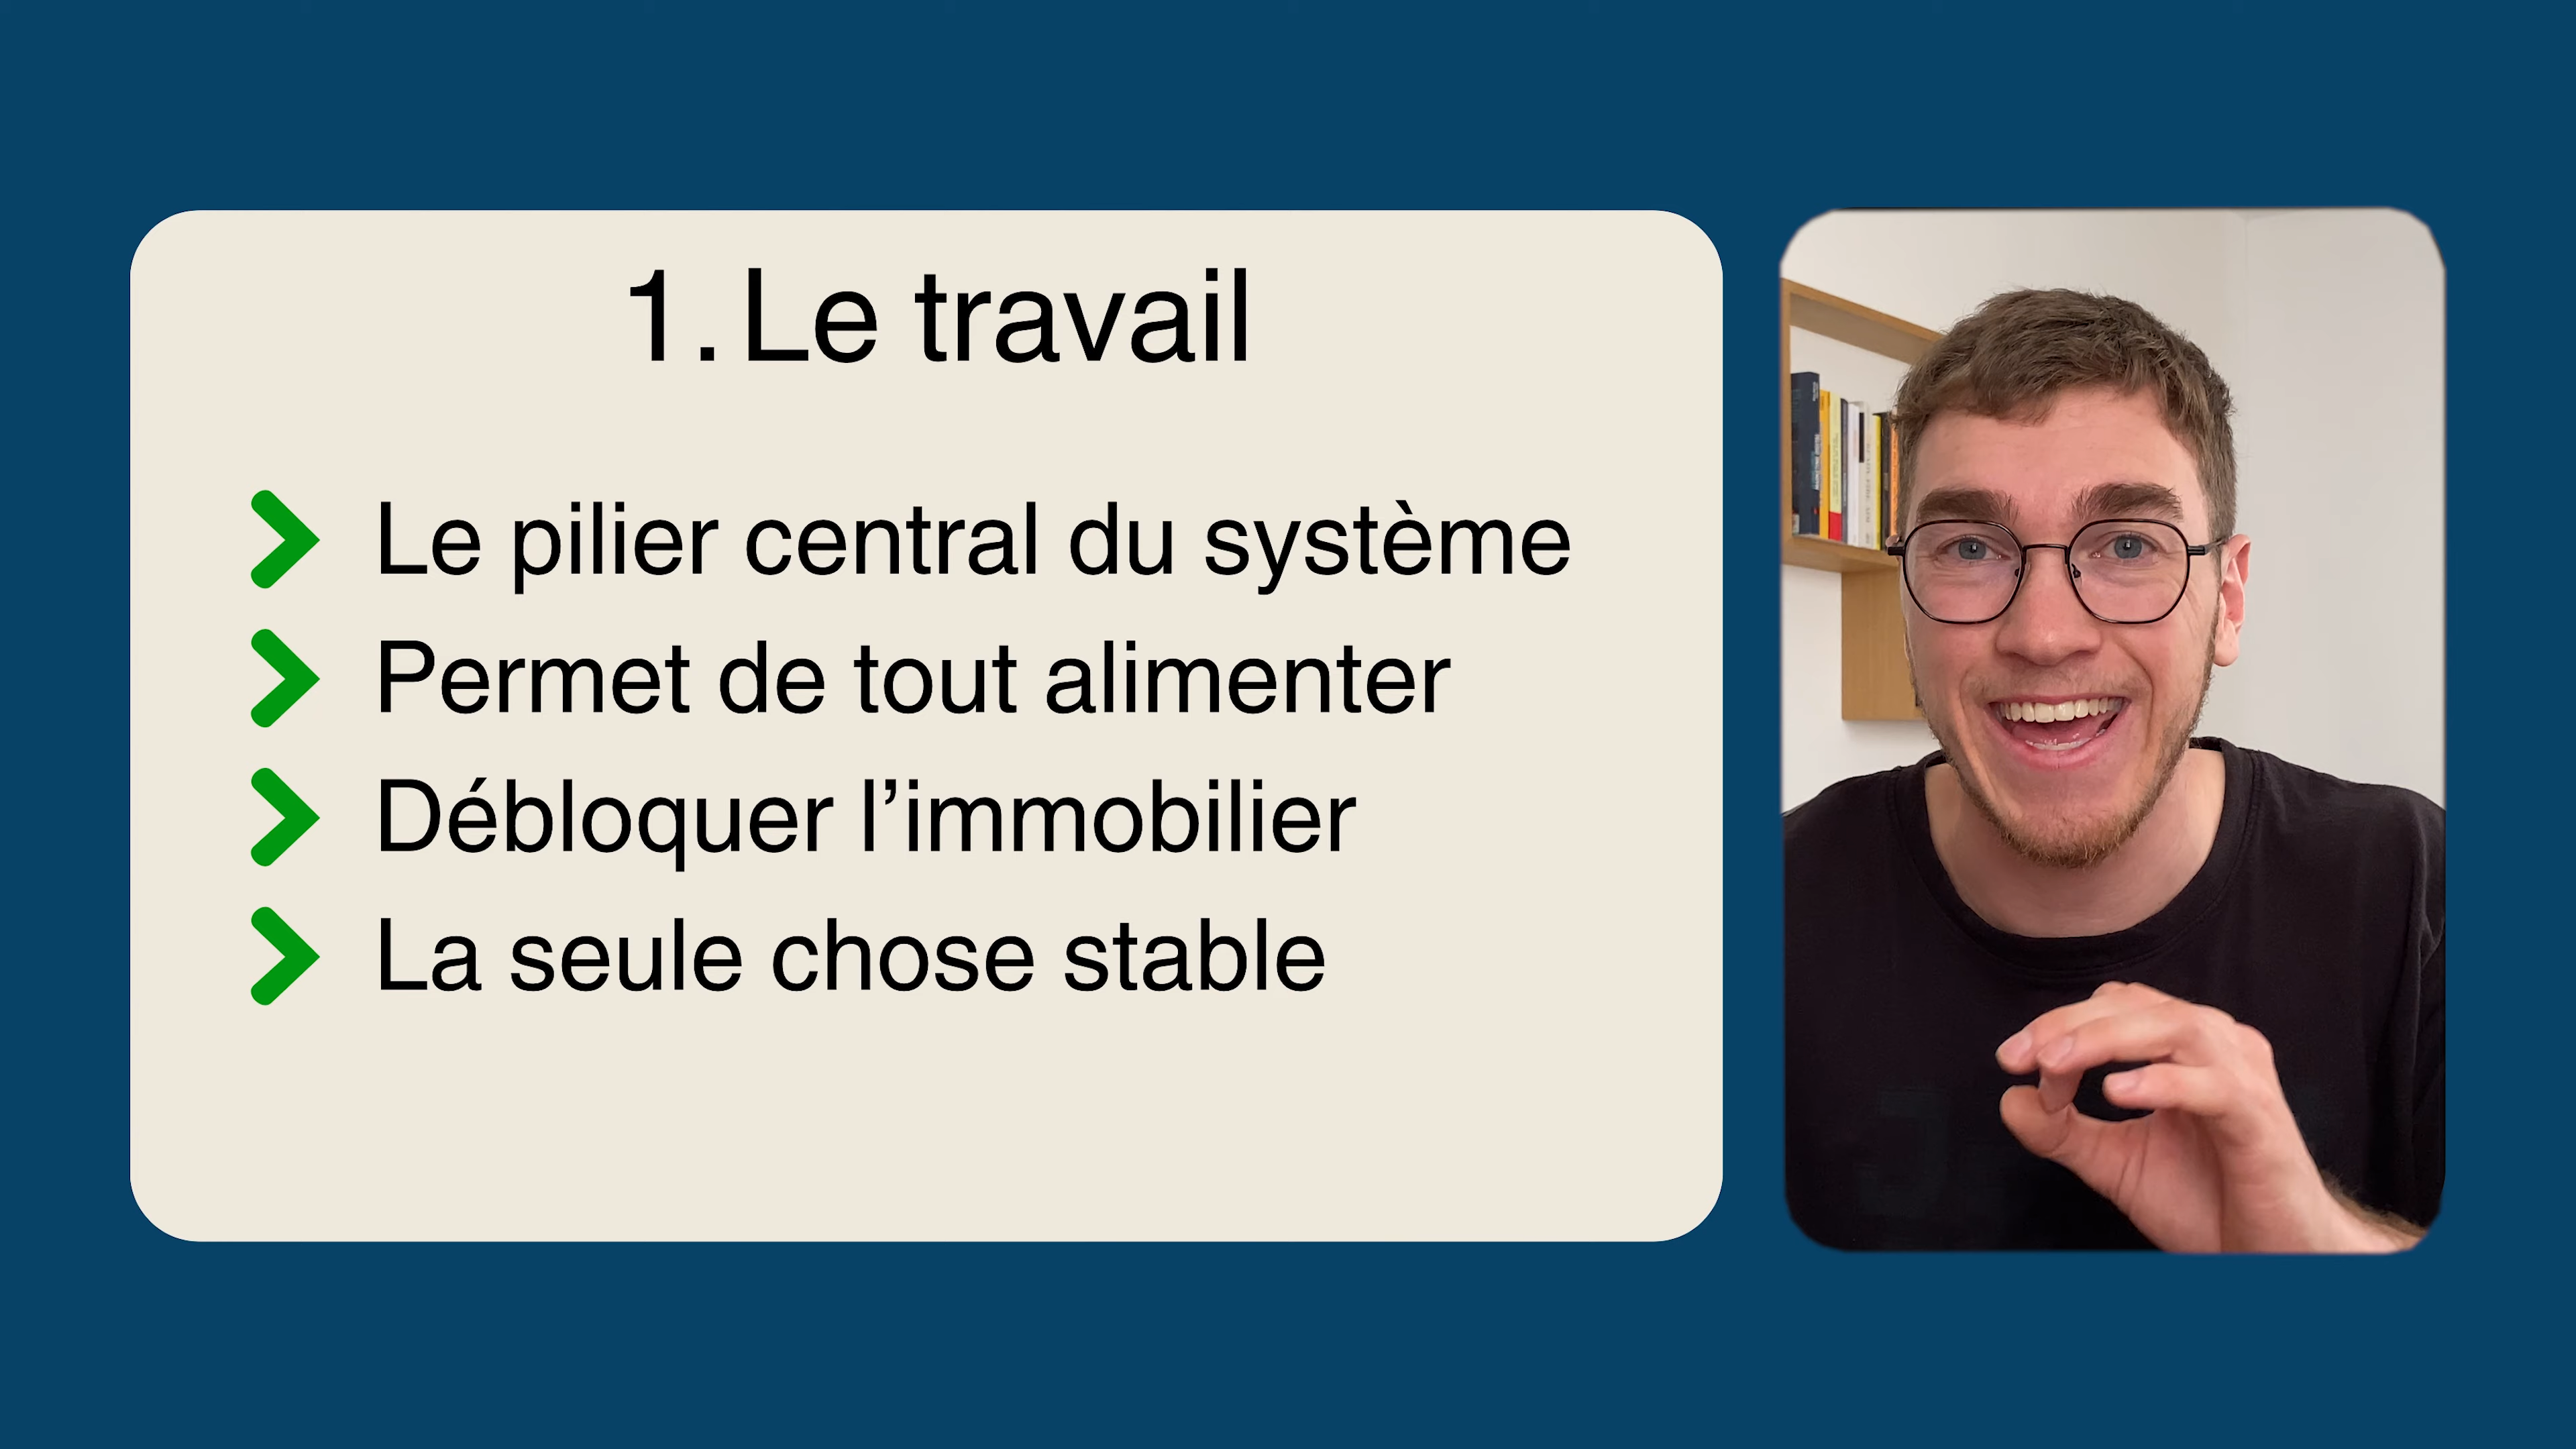 1. Le travail
Le pilier central du système
Permet de tout alimenter
Débloquer l’immobilier
La seule chose stable